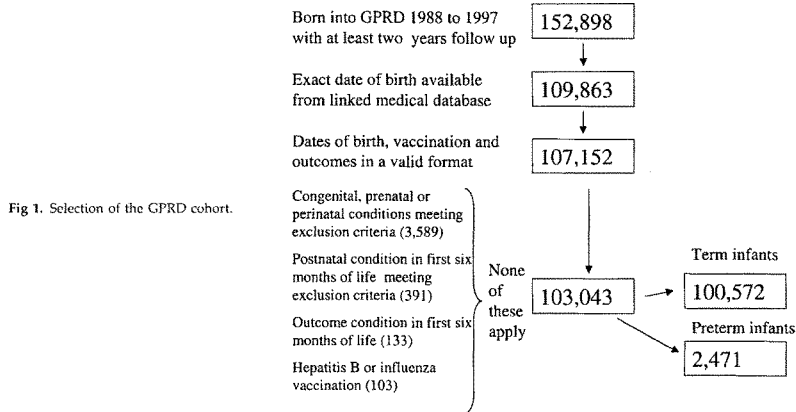 Born into GPRD 1988 to 1997
with at least two years follow up
152,898
Exact date of birth available
from linked medical database
109,863
Dates of birth, vaccination and
outcomes in a valid format
107,152
Fig 1. Selection of the GPRD cohort.
Congenital, prenatal or
perinatal conditions meeting
exclusion criteria (3,589)
Postnatal condition in first six
months of life meeting
exclusion criteria (391)
Outcome condition in first six
months of life (133)
Hepatitis B or influenza
vaccination (103)
None
of
these
apply
103,043
Term infants
100,572
Preterm infants
2,471